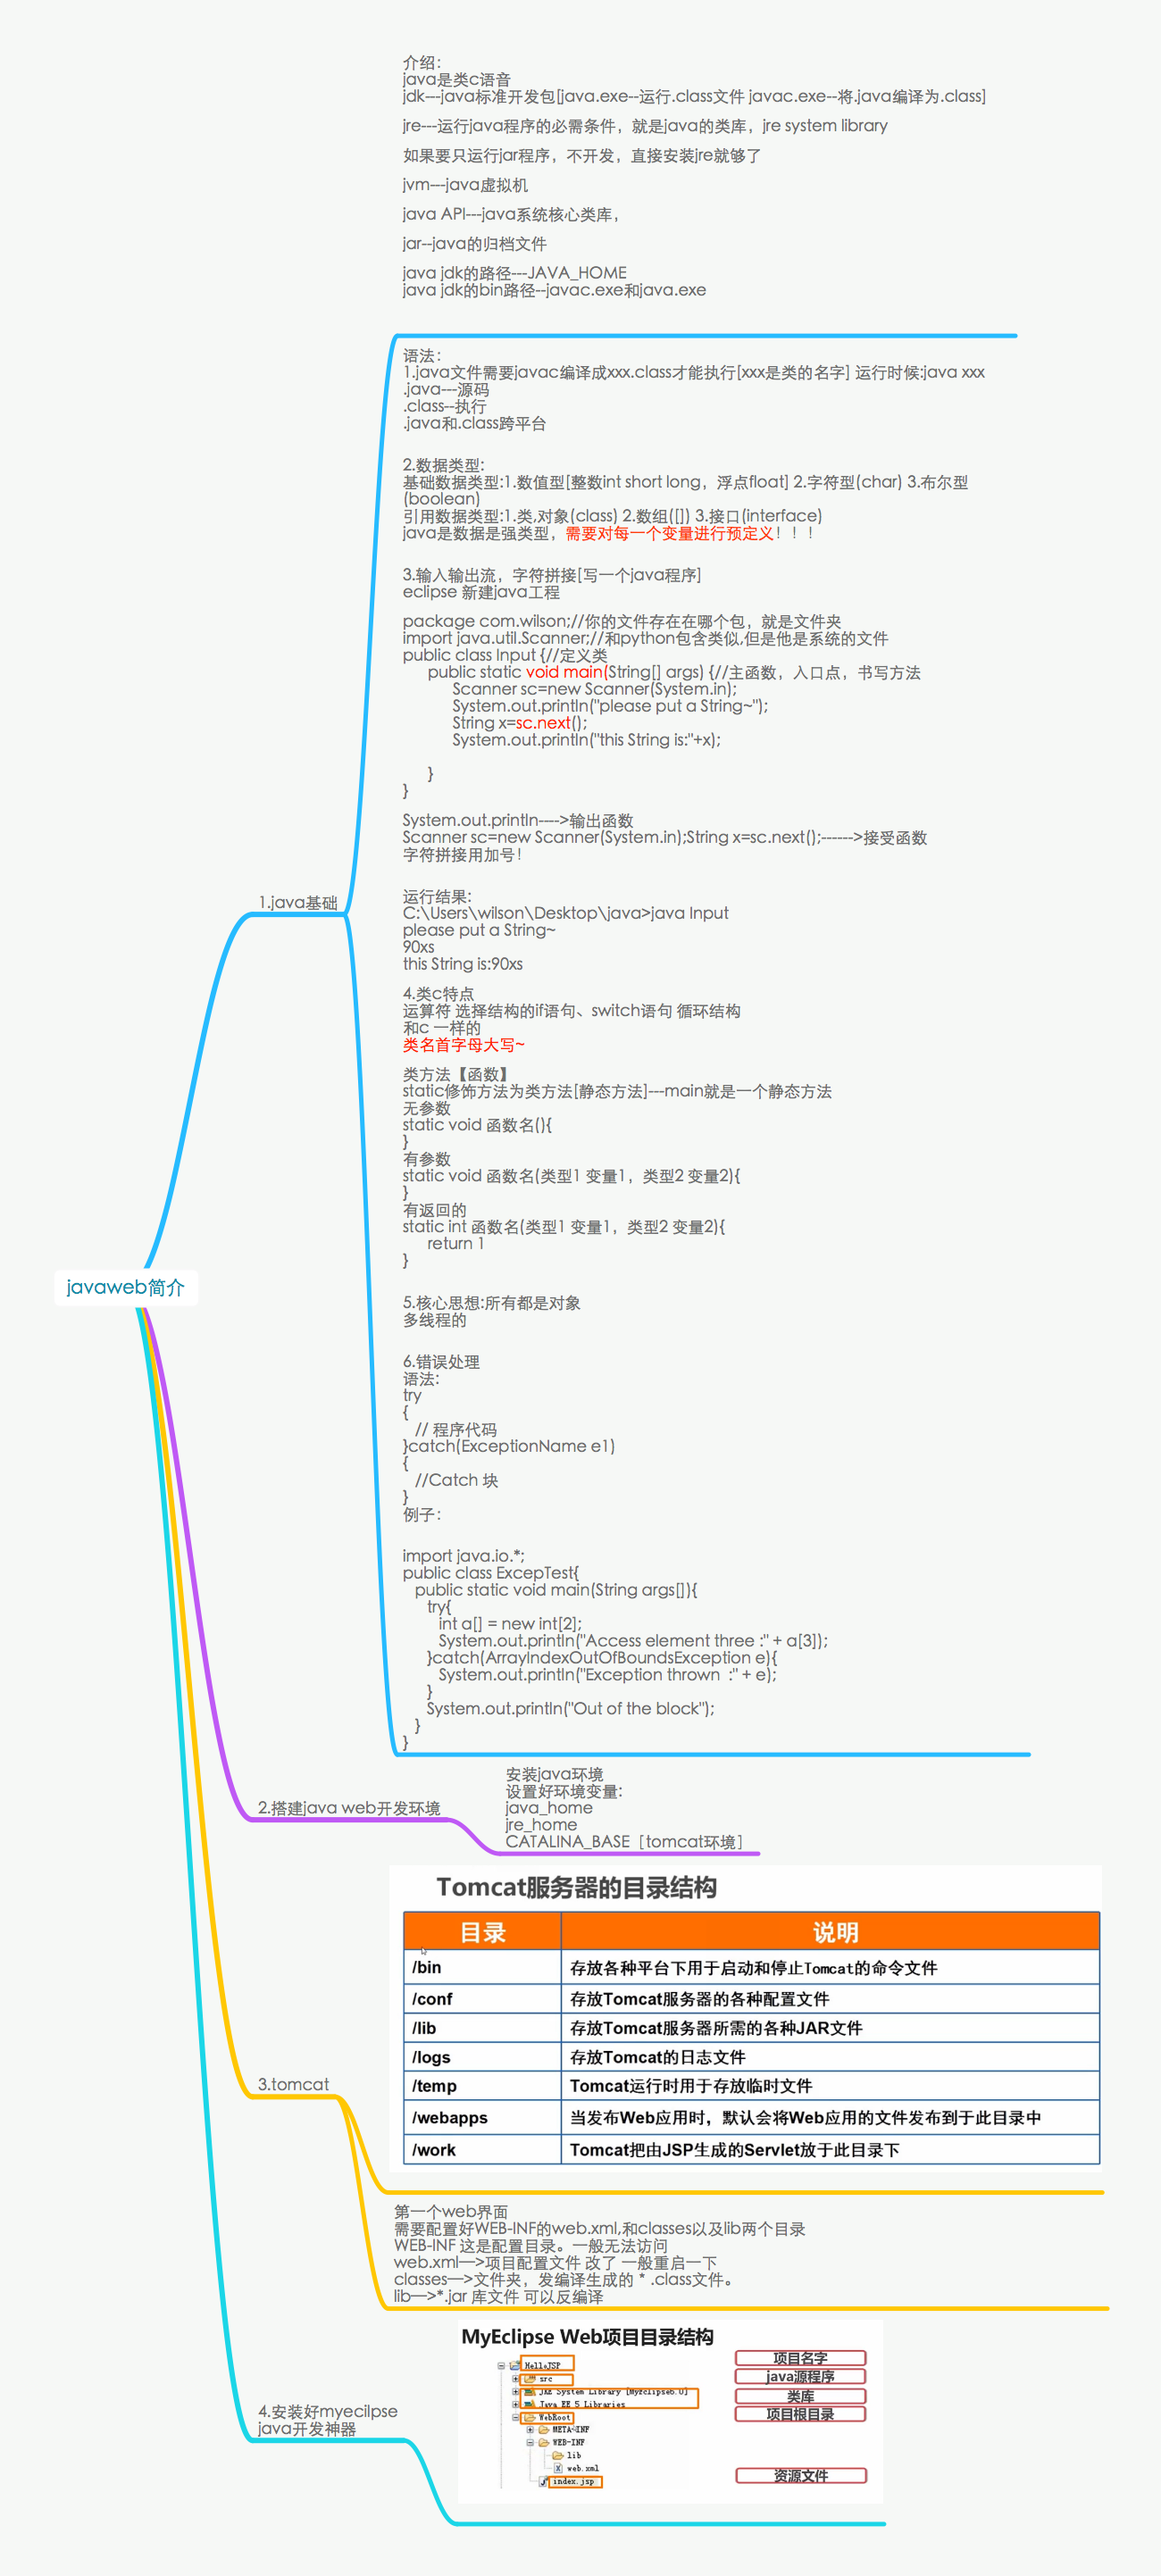 介绍：
java是类c语音
jdk---java标准开发包[java.exe--运行.class文件 javac.exe--将.java编译为.class]
jre---运行java程序的必需条件，就是java的类库，jre system library
如果要只运行jar程序，不开发，直接安装jre就够了
jvm---java虚拟机
java API---java系统核心类库，
jar--java的归档文件
java jdk的路径---JAVA_HOME
java jdk的bin路径--javac.exe和java.exe
语法：
1.java文件需要javac编译成xxx.class才能执行[xxx是类的名字] 运行时候:java xxx
.java---源码
.class--执行
.java和.class跨平台
2.数据类型:
基础数据类型:1.数值型[整数int short long，浮点float] 2.字符型(char) 3.布尔型
(boolean)
引用数据类型:1.类,对象(class) 2.数组([]) 3.接口(interface)
java是数据是强类型，需要对每一个变量进行预定义！！！
3.输入输出流，字符拼接[写一个java程序]
eclipse 新建java工程
package com.wilson;//你的文件存在在哪个包，就是文件夹
import java.util.Scanner;//和python包含类似,但是他是系统的文件
public class Input {//定义类
public static void main(String[] args) {//主函数，入口点，书写方法
Scanner sc=new Scanner(System.in);
System.out.println("please put a String~");
String x=sc.next();
System.out.println("this String is:"+x);
}
}
System.out.println---->输出函数
Scanner sc=new Scanner(System.in);String x=sc.next();------>接受函数
字符拼接用加号！
1.java基础
运行结果:
C:\Users\wilson\Desktop\java>java Input
please put a String~
90xs
this String is:90xs
4.类c特点
运算符 选择结构的if语句、switch语句 循环结构
和c 一样的
类名首字母大写~
类方法【函数】
static修饰方法为类方法[静态方法]---main就是一个静态方法
无参数
static void 函数名(){
}
有参数
static void 函数名(类型1 变量1，类型2 变量2){
}
有返回的
static int 函数名(类型1 变量1，类型2 变量2){
return 1
}
javaweb简介
5.核心思想:所有都是对象
多线程的
6.错误处理
语法:
try
{
// 程序代码
}catch(ExceptionName e1)
{
//Catch 块
}
例子：
import java.io.*;
public class ExcepTest{
public static void main(String args[]){
try{
int a[] = new int[2];
System.out.println("Access element three :" + a[3]);
}catch(ArrayIndexOutOfBoundsException e){
System.out.println("Exception thrown  :" + e);
}
System.out.println("Out of the block");
}
}
2.搭建java web开发环境
安装java环境
设置好环境变量:
java_home
jre_home
CATALINA_BASE［tomcat环境］
3.tomcat
Tomcat服务器的目录结构
目录 说明
/bin 存放各种平台下用于启动和停止Tomcat的命令文件
/conf 存放Tomcat服务器的各种配置文件
/lib 存放Tomcat服务器所需的各种JAR文件
/logs 存放Tomcat的日志文件
/temp Tomcat运行时用于存放临时文件
/webapps 当发布Web应用时，默认会将Web应用的文件发布到于此目录中
/work Tomcat把由JSP生成的Servlet放于此目录下
第一个web界面
需要配置好WEB-INF的web.xml,和classes以及lib两个目录
WEB-INF 这是配置目录。一般无法访问
web.xml—>项目配置文件 改了 一般重启一下
classes—>文件夹，发编译生成的 * .class文件。
lib—>*.jar 库文件 可以反编译
4.安装好myecilpse
java开发神器
MyEclipse Web项目目录结构
HelloJSP 项目名字
src java源程序
JRE System Library [MyEclipse6.0] 类库
Java EE 5 Libraries
WebRoot 项目根目录
META-INF
WEB-INF
lib
web.xml
index.jsp 资源文件